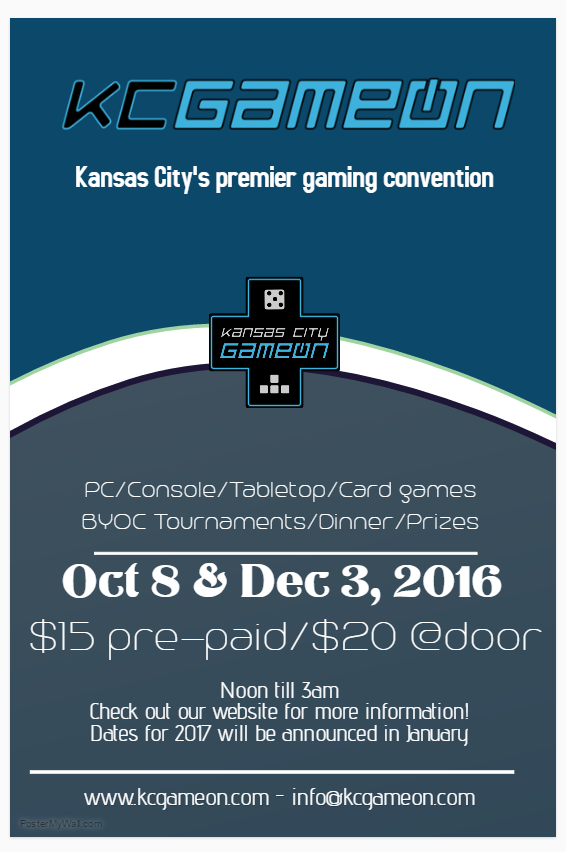 KCGAMEON
Kansas City's premier gaming convention
KANSAS CITY
GAMEON
PC/Console/Tabletop/Card games
BYOC Tournaments/Dinner/Prizes
Oct 8 & Dec 3, 2016
$15 pre-paid/$20 @door
Noon till 3am
Check out our website for more information!
Dates for 2017 will be announced in January
www.kcgameon.com - info@kcgameon.com
PosterMyWall.com